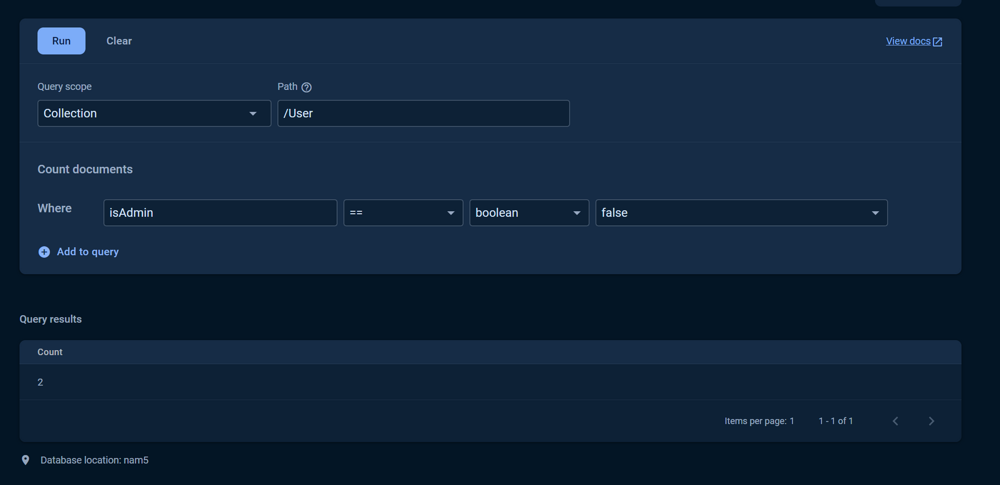 Run Clear View docs
Query scope Path
Collection /User
Count documents
Where isAdmin == boolean false
Add to query
Query results
Count
2
Items per page: 1 1 - 1 of 1
Database location: nam5